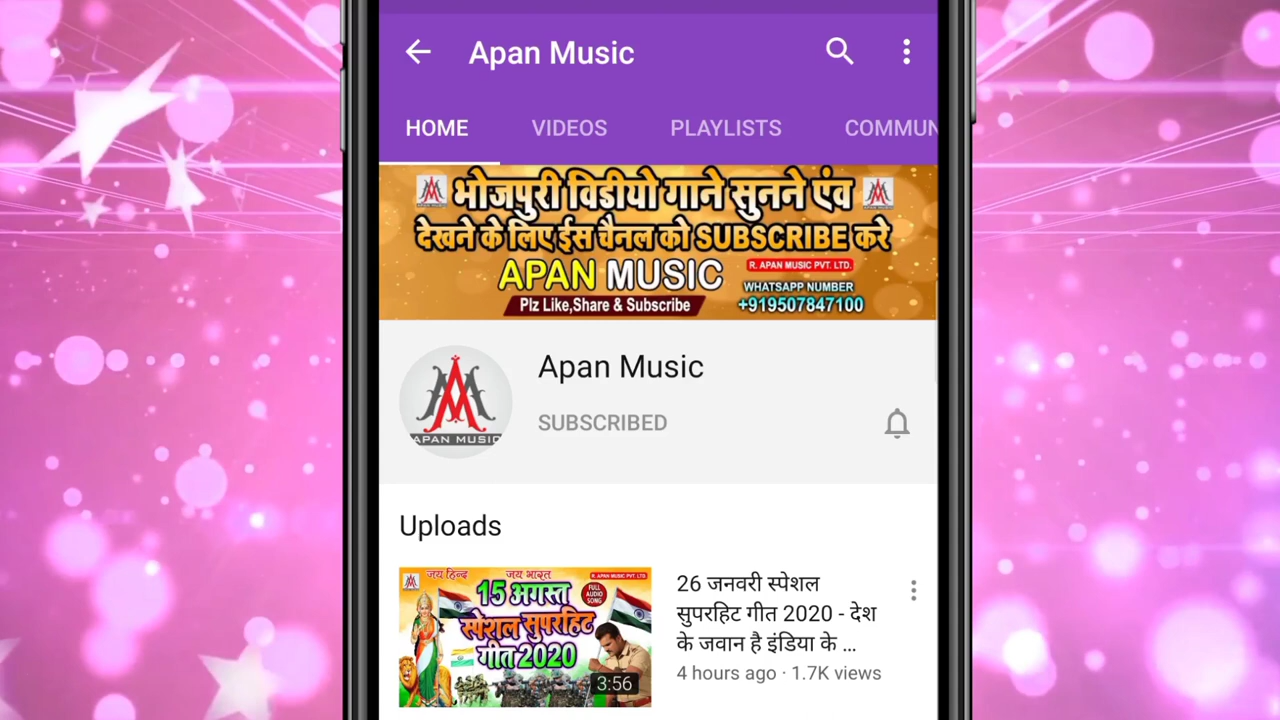 Apan Music
HOME VIDEOS PLAYLISTS COMMUN
भोजपुरी विडीयो गाने सुनने एंव
देखने के लिए ईस चैनल को SUBSCRIBE करे
APAN MUSIC
R. APAN MUSIC PVT. LTD.
WHATSAPP NUMBER
Plz Like,Share & Subscribe
+919507847100
Apan Music
SUBSCRIBED
APAN MUSIC
Uploads
जय हिन्द जय भारत
R. APAN MUSIC PVT. LTD
15 अगस्त
FULL
AUDIO
SONG
स्पेशल सुपरहिट
गीत 2020
3:56
26 जनवरी स्पेशल
सुपरहिट गीत 2020 - देश
के जवान है इंडिया के ...
4 hours ago · 1.7K views